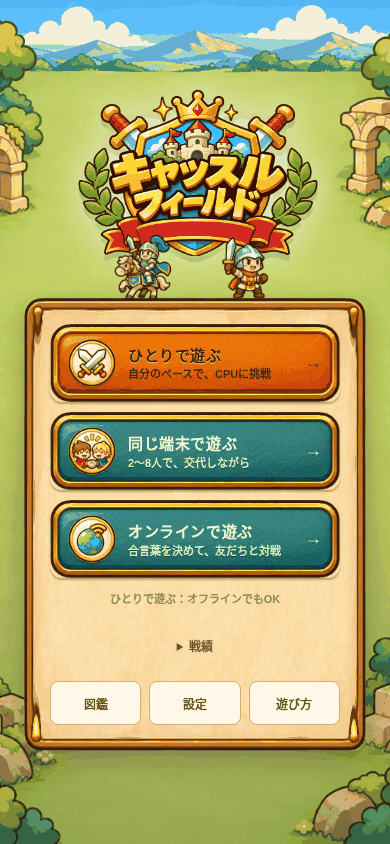 キャッスル
フィールド
ひとりで遊ぶ
自分のペースで、CPUに挑戦
→
同じ端末で遊ぶ
2〜8人で、交代しながら
→
オンラインで遊ぶ
合言葉を決めて、友だちと対戦
→
ひとりで遊ぶ：オフラインでもOK
▶ 戦績
図鑑
設定
遊び方